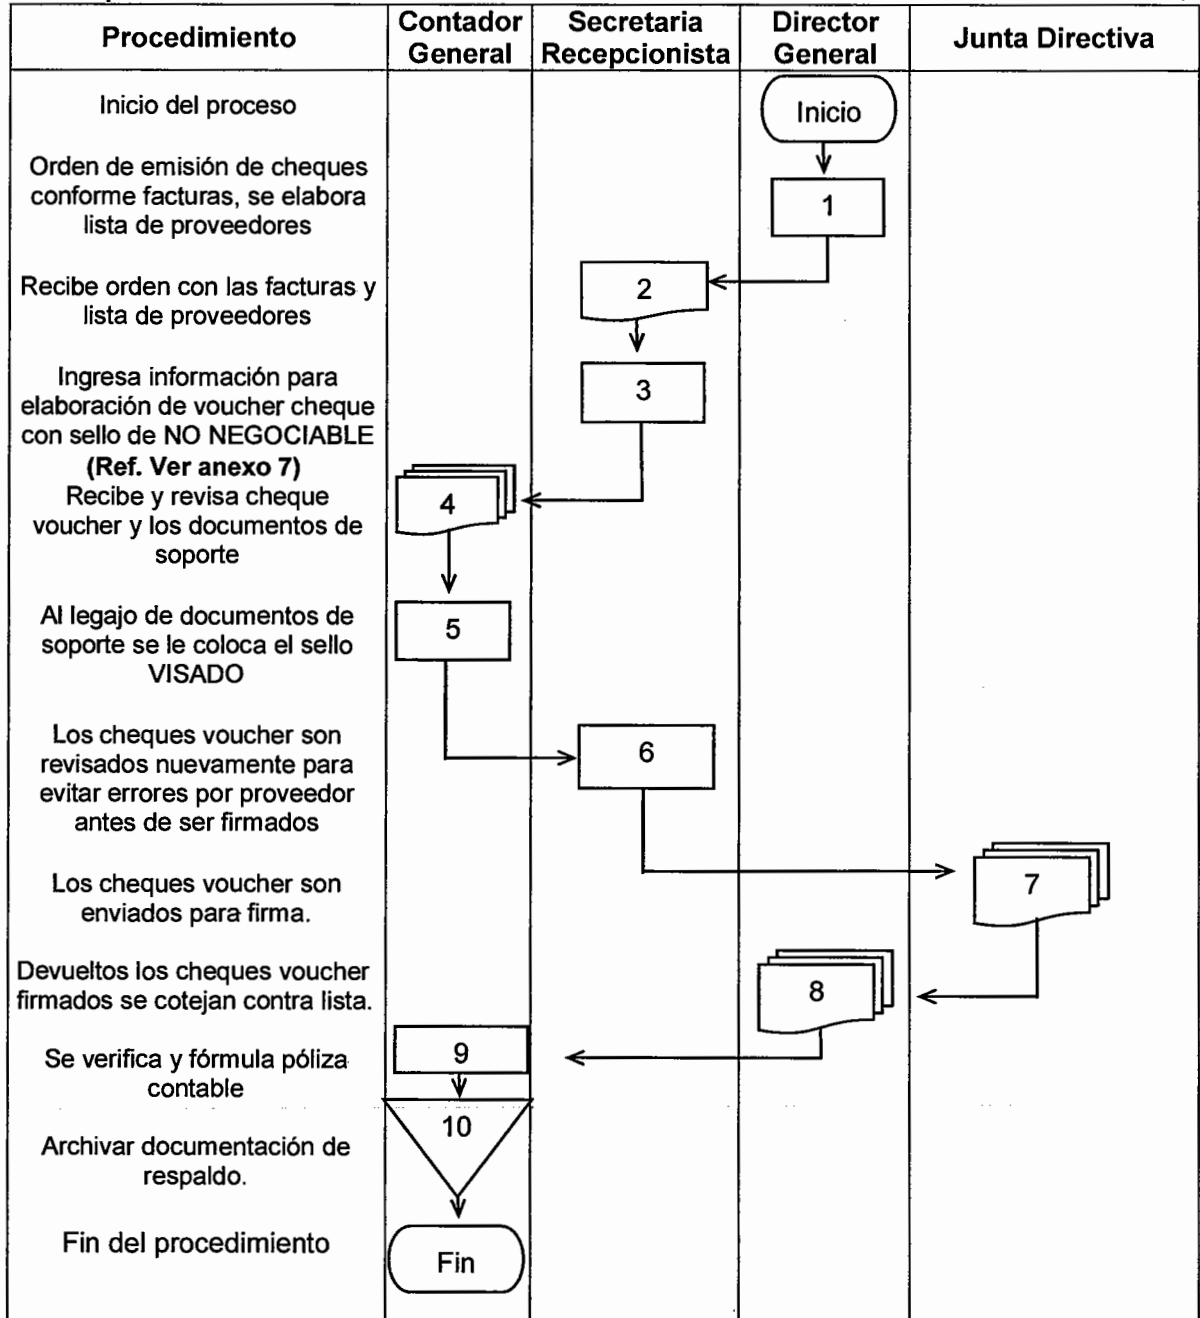 Procedimiento
Contador
General
Secretaria
Recepcionista
Director
General
Junta Directiva
Inicio del proceso
Inicio
Orden de emisión de cheques
conforme facturas, se elabora
lista de proveedores
1
Recibe orden con las facturas y
lista de proveedores
2
Ingresa información para
elaboración de voucher cheque
con sello de NO NEGOCIABLE
(Ref. Ver anexo 7)
3
Recibe y revisa cheque
voucher y los documentos de
soporte
4
Al legajo de documentos de
soporte se le coloca el sello
VISADO
5
Los cheques voucher son
revisados nuevamente para
evitar errores por proveedor
antes de ser firmados
6
Los cheques voucher son
enviados para firma.
7
Devueltos los cheques voucher
firmados se cotejan contra lista.
8
Se verifica y fórmula póliza
contable
9
Archivar documentación de
respaldo.
10
Fin del procedimiento
Fin